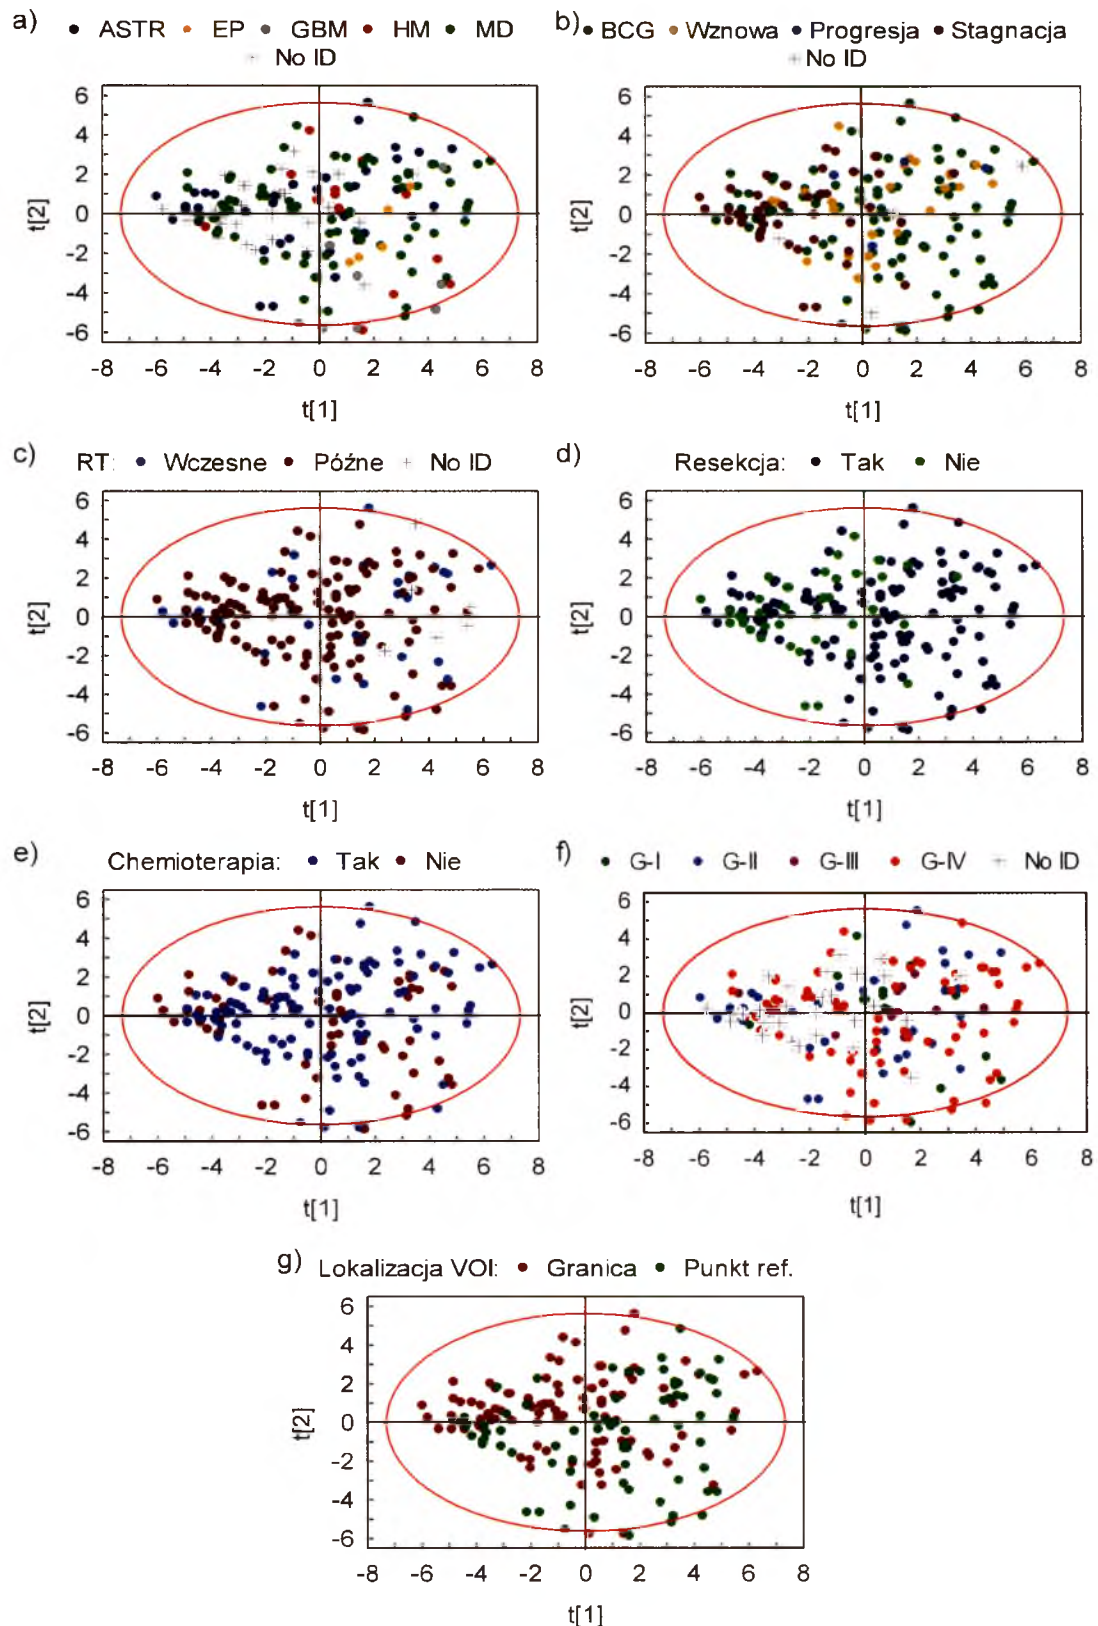 a) ASTR EP GBM HM MD
No ID
6
4
2
0
-2
-4
-6
t[2]
-8 -6 -4 -2 0 2 4 6 8
t[1]
b) BCG Wznowa Progresja Stagnacja
No ID
6
4
2
0
-2
-4
-6
t[2]
-8 -6 -4 -2 0 2 4 6 8
t[1]
c) RT: Wczesne Późne No ID
6
4
2
0
-2
-4
-6
t[2]
-8 -6 -4 -2 0 2 4 6 8
t[1]
d) Resekcja: Tak Nie
6
4
2
0
-2
-4
-6
t[2]
-8 -6 -4 -2 0 2 4 6 8
t[1]
e) Chemioterapia: Tak Nie
6
4
2
0
-2
-4
-6
t[2]
-8 -6 -4 -2 0 2 4 6 8
t[1]
f) G-I G-II G-III G-IV No ID
6
4
2
0
-2
-4
-6
t[2]
-8 -6 -4 -2 0 2 4 6 8
t[1]
g) Lokalizacja VOI: Granica Punkt ref.
6
4
2
0
-2
-4
-6
t[2]
-8 -6 -4 -2 0 2 4 6 8
t[1]